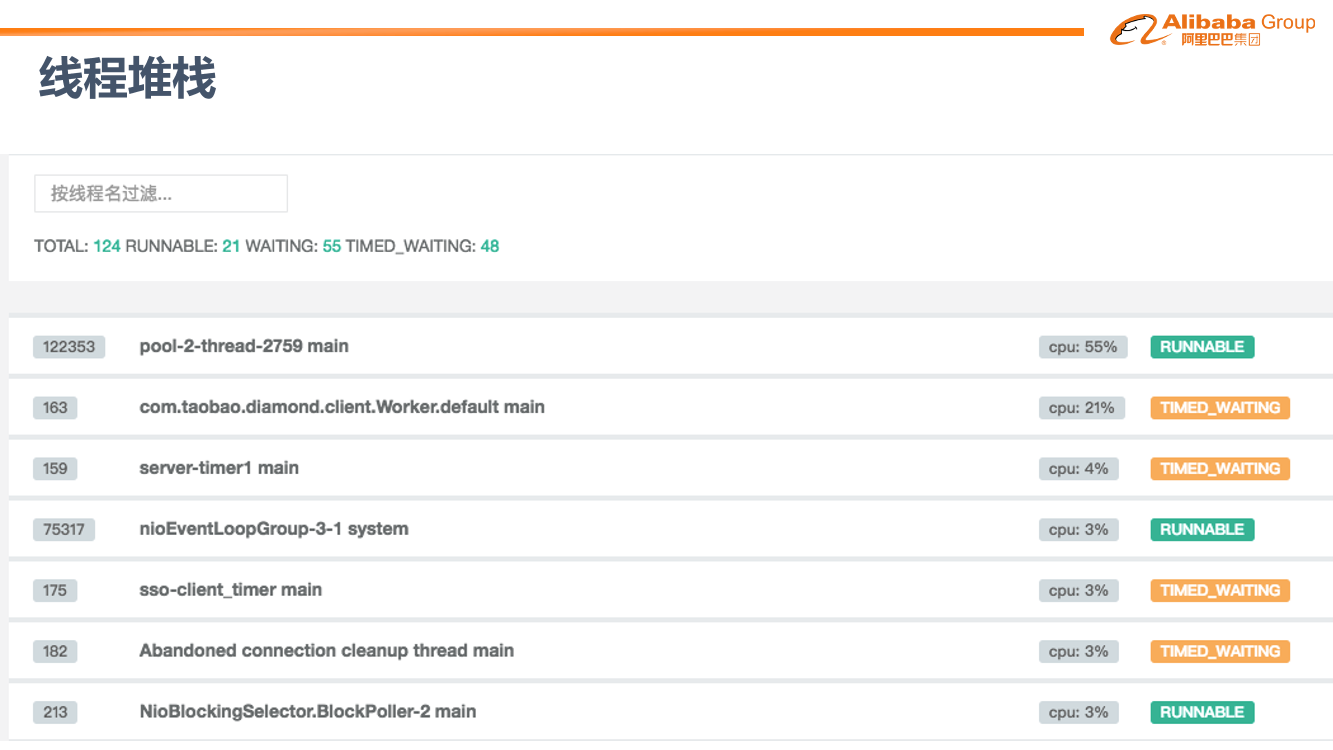 Alibaba Group
阿里巴巴集团
线程堆栈
按线程名过滤...
TOTAL: 124 RUNNABLE: 21 WAITING: 55 TIMED_WAITING: 48
122353 pool-2-thread-2759 main cpu: 55% RUNNABLE
163 com.taobao.diamond.client.Worker.default main cpu: 21% TIMED_WAITING
159 server-timer1 main cpu: 4% TIMED_WAITING
75317 nioEventLoopGroup-3-1 system cpu: 3% RUNNABLE
175 sso-client_timer main cpu: 3% TIMED_WAITING
182 Abandoned connection cleanup thread main cpu: 3% TIMED_WAITING
213 NioBlockingSelector.BlockPoller-2 main cpu: 3% RUNNABLE